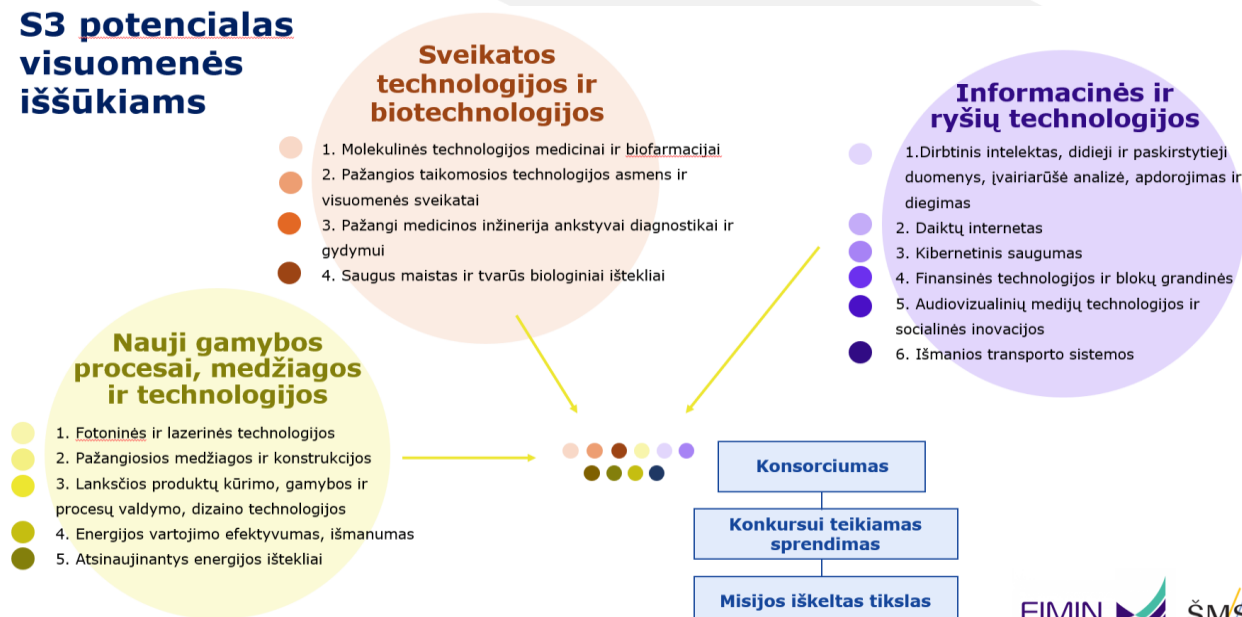 S3 potencialas
visuomenės
iššūkiams
Sveikatos
technologijos ir
biotechnologijos
1. Molekulinės technologijos medicinai ir biofarmacijai
2. Pažangios taikomosios technologijos asmens ir
visuomenės sveikatai
3. Pažangi medicinos inžinerija ankstyvai diagnostikai ir
gydymui
4. Saugus maistas ir tvarūs biologiniai ištekliai
Informacinės ir
ryšių technologijos
1.Dirbtinis intelektas, didieji ir paskirstytieji
duomenys, įvairiarūšė analizė, apdorojimas ir
diegimas
2. Daiktų internetas
3. Kibernetinis saugumas
4. Finansinės technologijos ir blokų grandinės
5. Audiovizualinių medijų technologijos ir
socialinės inovacijos
6. Išmanios transporto sistemos
Nauji gamybos
procesai, medžiagos
ir technologijos
1. Fotoninės ir lazerinės technologijos
2. Pažangiosios medžiagos ir konstrukcijos
3. Lanksčios produktų kūrimo, gamybos ir
procesų valdymo, dizaino technologijos
4. Energijos vartojimo efektyvumas, išmanumas
5. Atsinaujinantys energijos ištekliai
Konsorciumas
Konkursui teikiamas
sprendimas
Misijos iškeltas tikslas
EIMIN